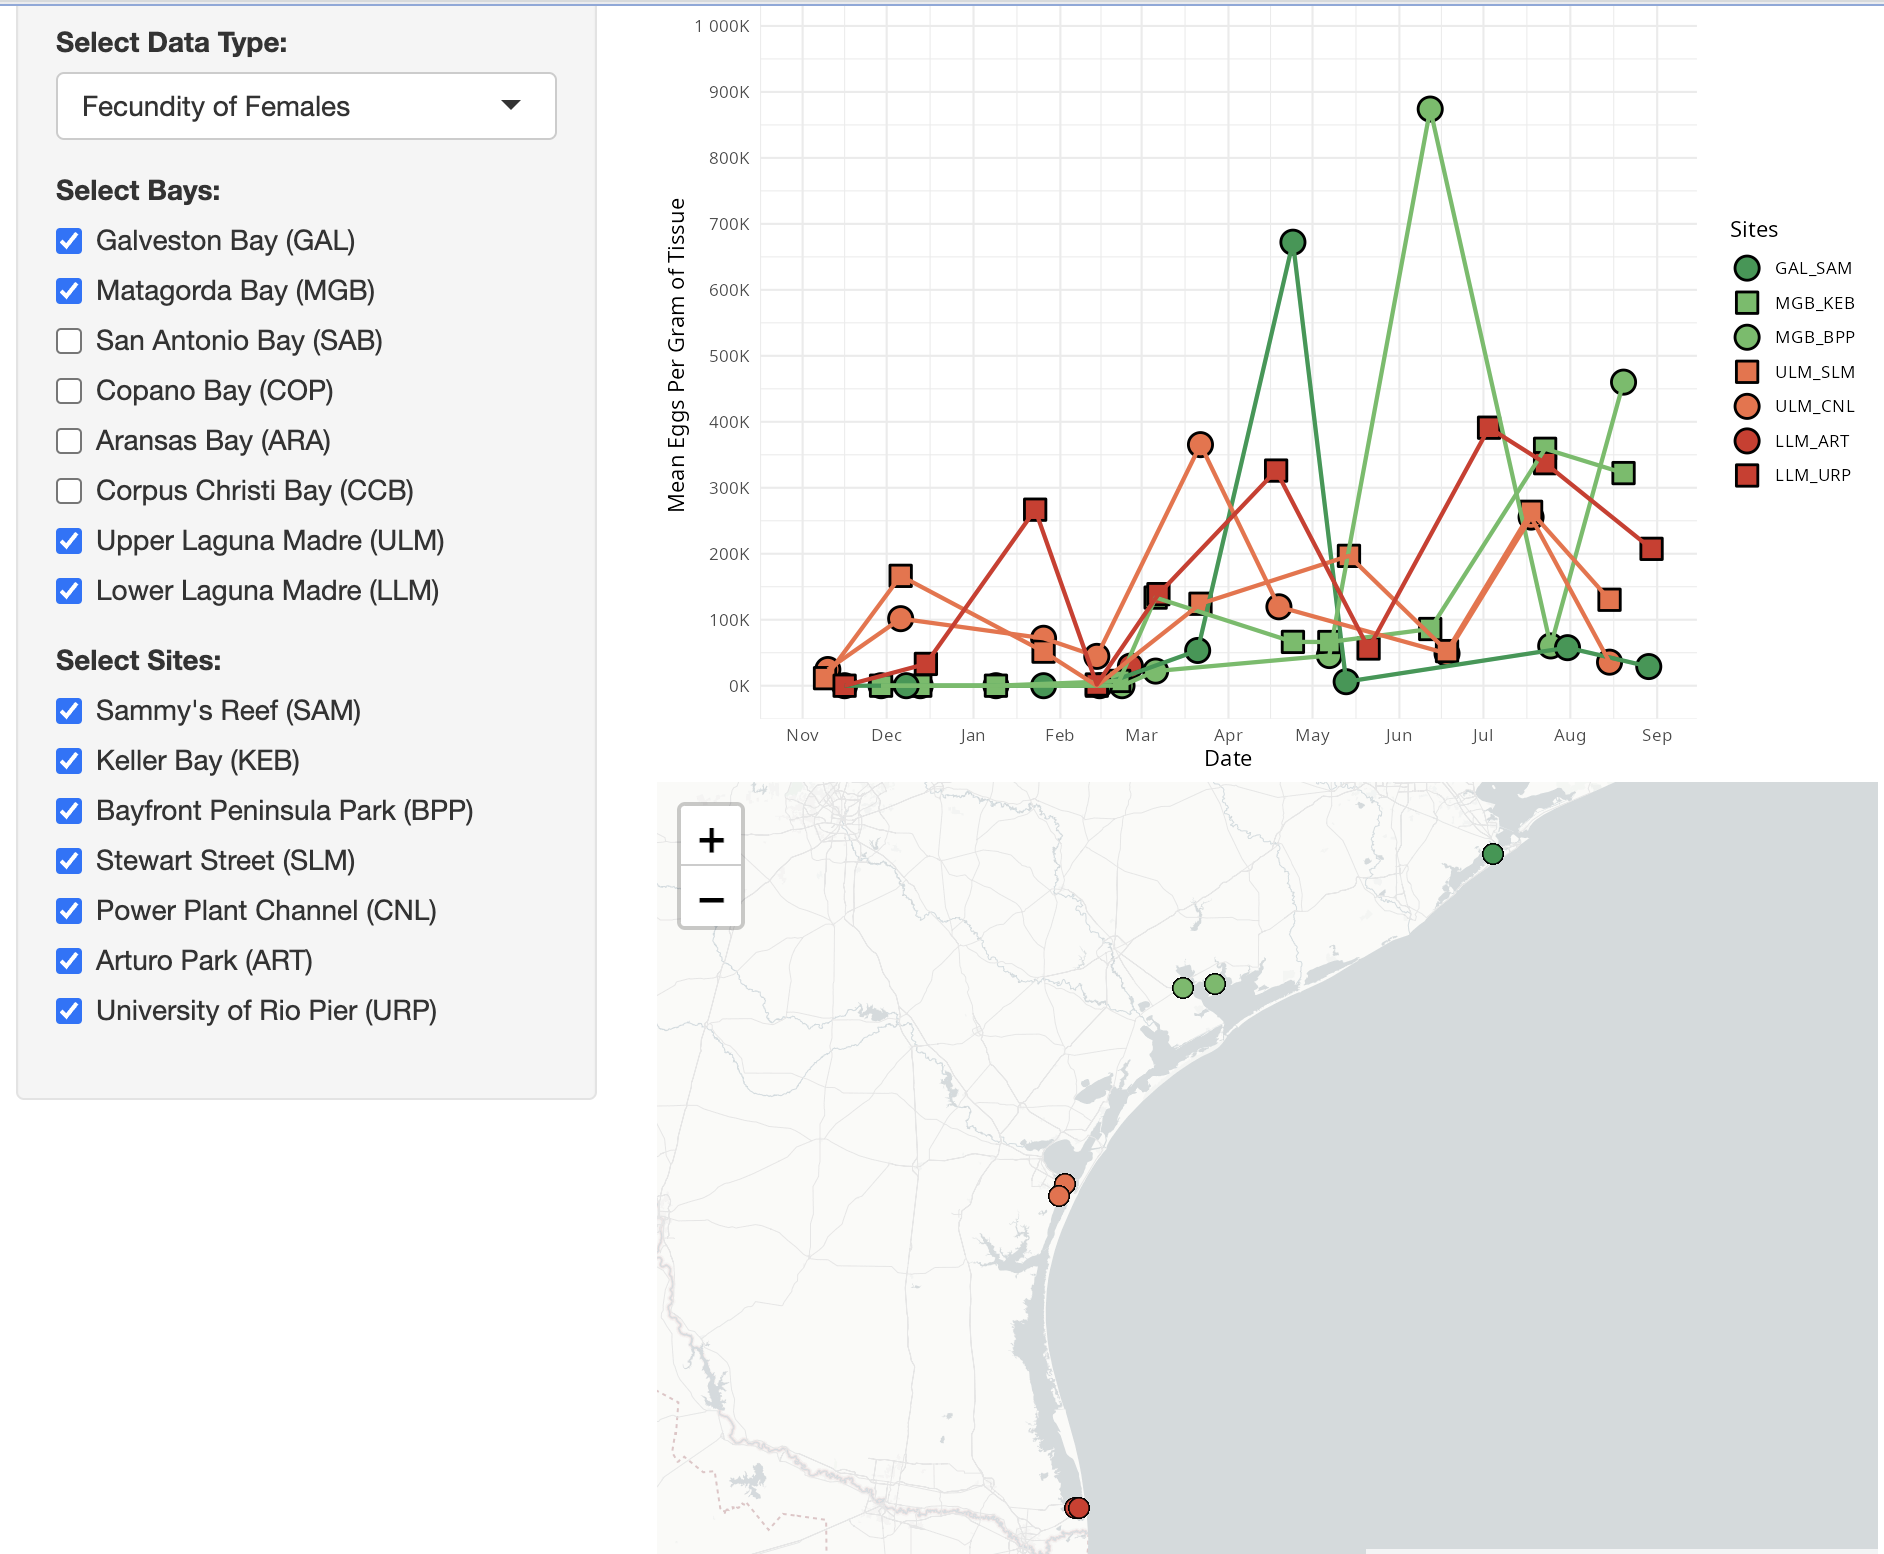 Select Data Type:
Fecundity of Females
Select Bays:
Galveston Bay (GAL)
Matagorda Bay (MGB)
San Antonio Bay (SAB)
Copano Bay (COP)
Aransas Bay (ARA)
Corpus Christi Bay (CCB)
Upper Laguna Madre (ULM)
Lower Laguna Madre (LLM)
Select Sites:
Sammy's Reef (SAM)
Keller Bay (KEB)
Bayfront Peninsula Park (BPP)
Stewart Street (SLM)
Power Plant Channel (CNL)
Arturo Park (ART)
University of Rio Pier (URP)
Mean Eggs Per Gram of Tissue
1 000K
900K
800K
700K
600K
500K
400K
300K
200K
100K
0K
Nov Dec Jan Feb Mar Apr May Jun Jul Aug Sep
Date
Sites
GAL_SAM
MGB_KEB
MGB_BPP
ULM_SLM
ULM_CNL
LLM_ART
LLM_URP
+
−